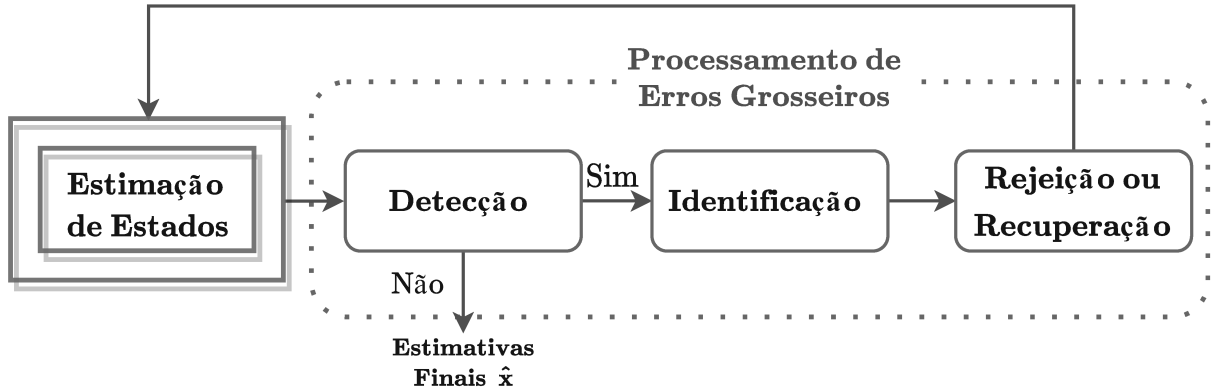 Processamento de
Erros Grosseiros
Estimação
de Estados
Detecção
Sim
Identificação
Rejeição ou
Recuperação
Não
Estimativas
Finais x̂